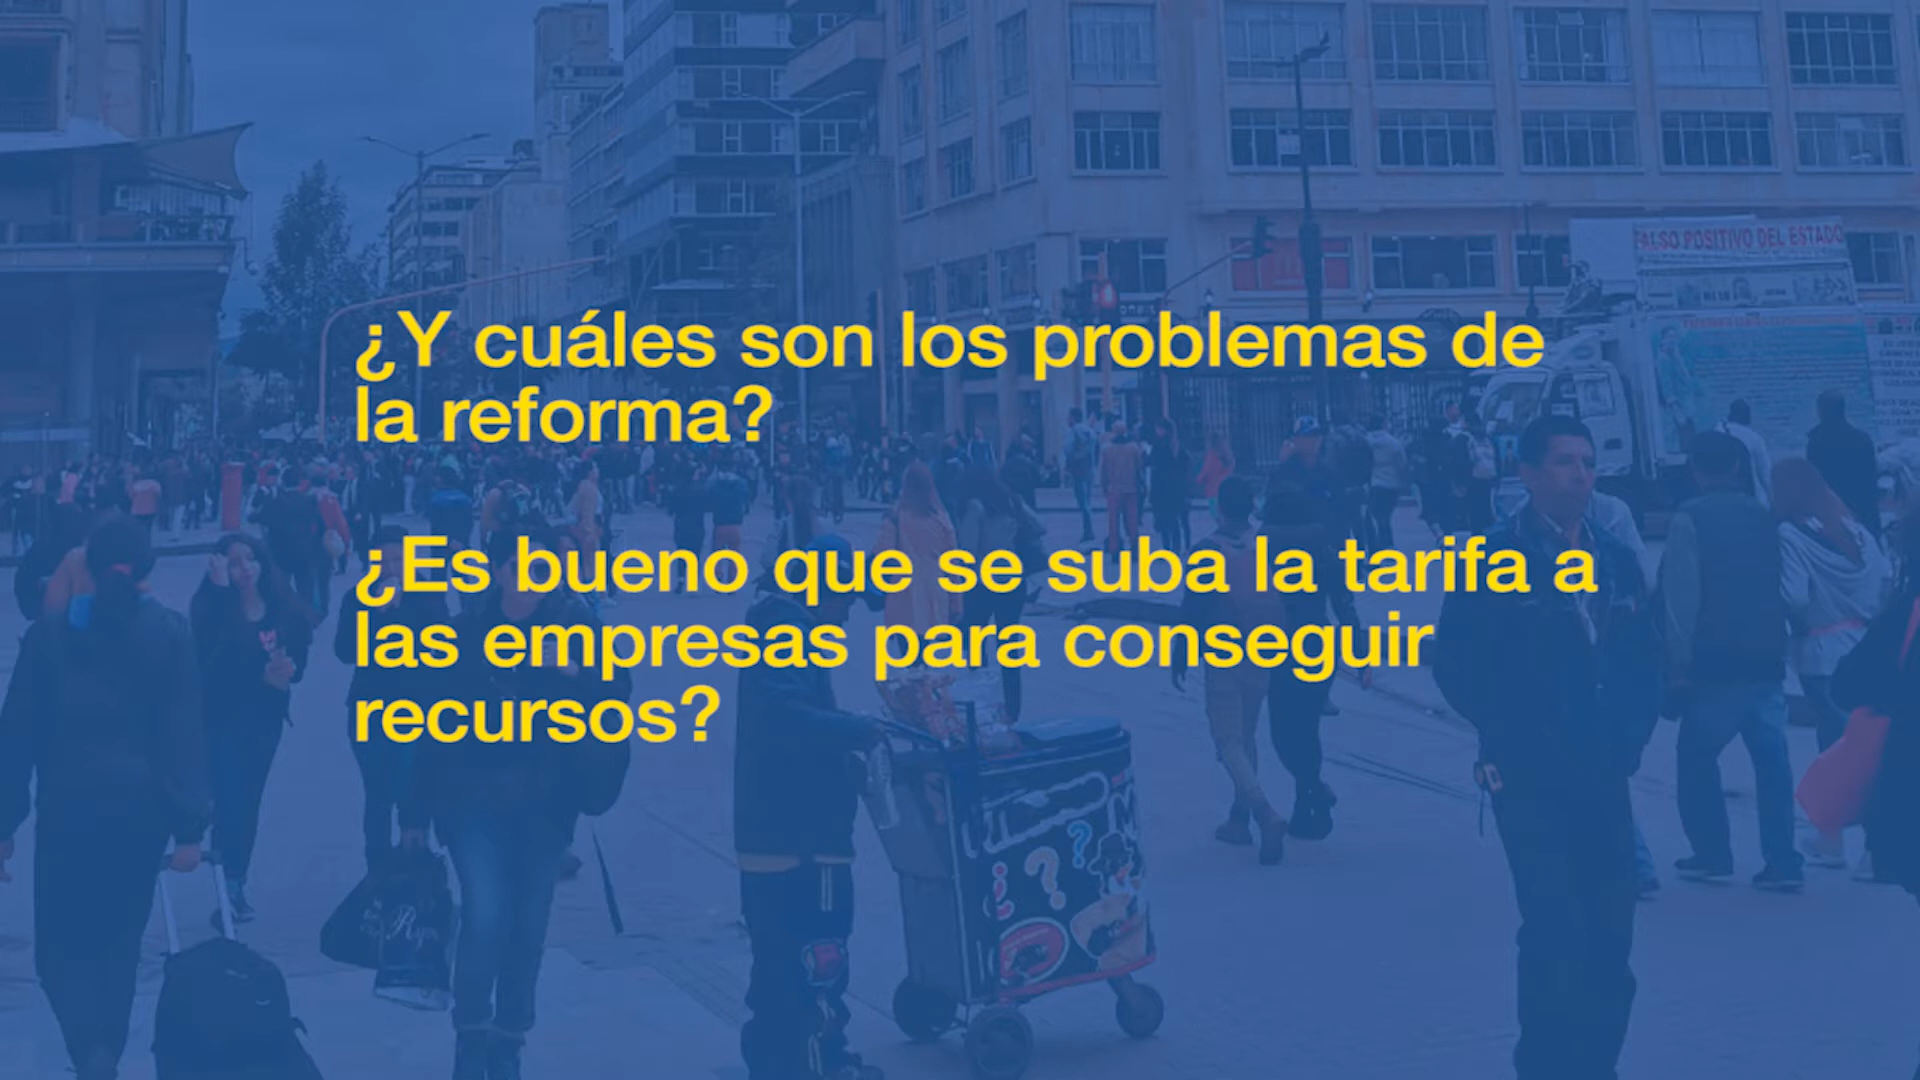 FALSO POSITIVO DEL ESTADO
¿Y cuáles son los problemas de
la reforma?
¿Es bueno que se suba la tarifa a
las empresas para conseguir
recursos?
¿??